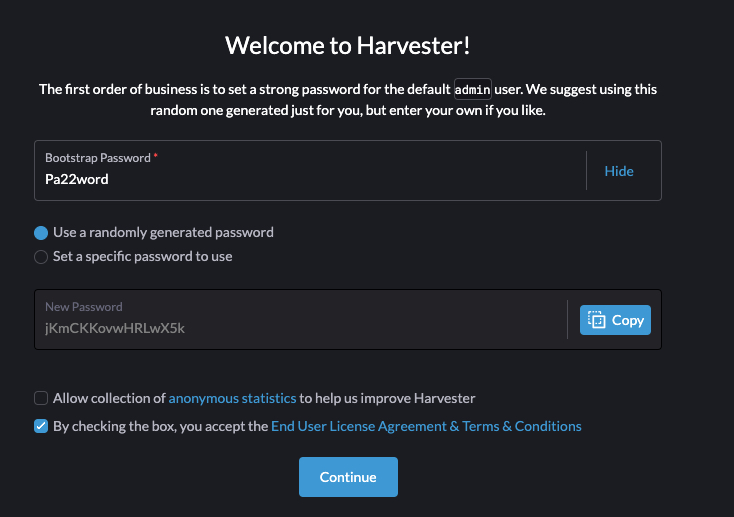 Welcome to Harvester!
The first order of business is to set a strong password for the default admin user. We suggest using this
random one generated just for you, but enter your own if you like.
Bootstrap Password *
Pa22word
Hide
Use a randomly generated password
Set a specific password to use
New Password
jKmCKKovwHRLwX5k
Copy
Allow collection of anonymous statistics to help us improve Harvester
By checking the box, you accept the End User License Agreement & Terms & Conditions
Continue